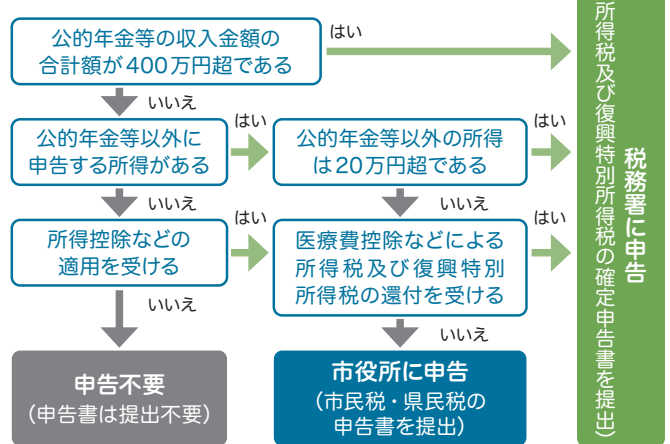 公的年金等の収入金額の
合計額が400万円超である
はい
いいえ
公的年金等以外に
申告する所得がある
はい
公的年金等以外の所得
は20万円超である
はい
いいえ
いいえ
所得控除などの
適用を受ける
はい
医療費控除などによる
所得税及び復興特別
所得税の還付を受ける
はい
いいえ
いいえ
申告不要
（申告書は提出不要）
市役所に申告
（市民税・県民税の
申告書を提出）
税務署に申告
所得税及び復興特別所得税の確定申告書を提出）